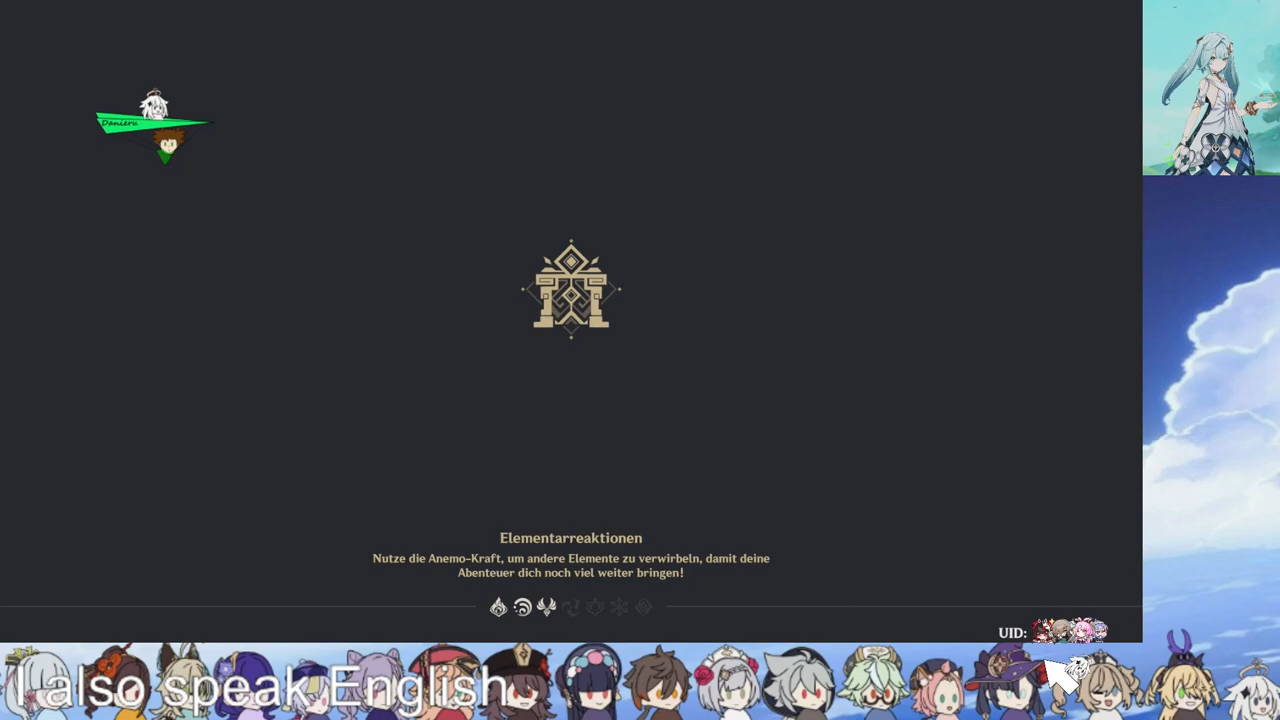 Danieru
Elementarreaktionen
Nutze die Anemo-Kraft, um andere Elemente zu verwirbeln, damit deine
Abenteuer dich noch viel weiter bringen!
UID:
I also speak English